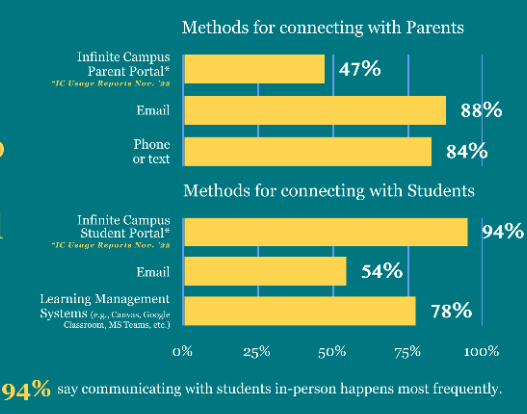 Methods for connecting with Parents
Infinite Campus
Parent Portal*
*IC Usage Reports Nov. '22
47%
Email
88%
Phone
or text
84%
Methods for connecting with Students
Infinite Campus
Student Portal*
*IC Usage Reports Nov. '22
94%
Email
54%
Learning Management
Systems (e.g., Canvas, Google
Classroom, MS Teams, etc.)
78%
0% 25% 50% 75% 100%
94% say communicating with students in-person happens most frequently.